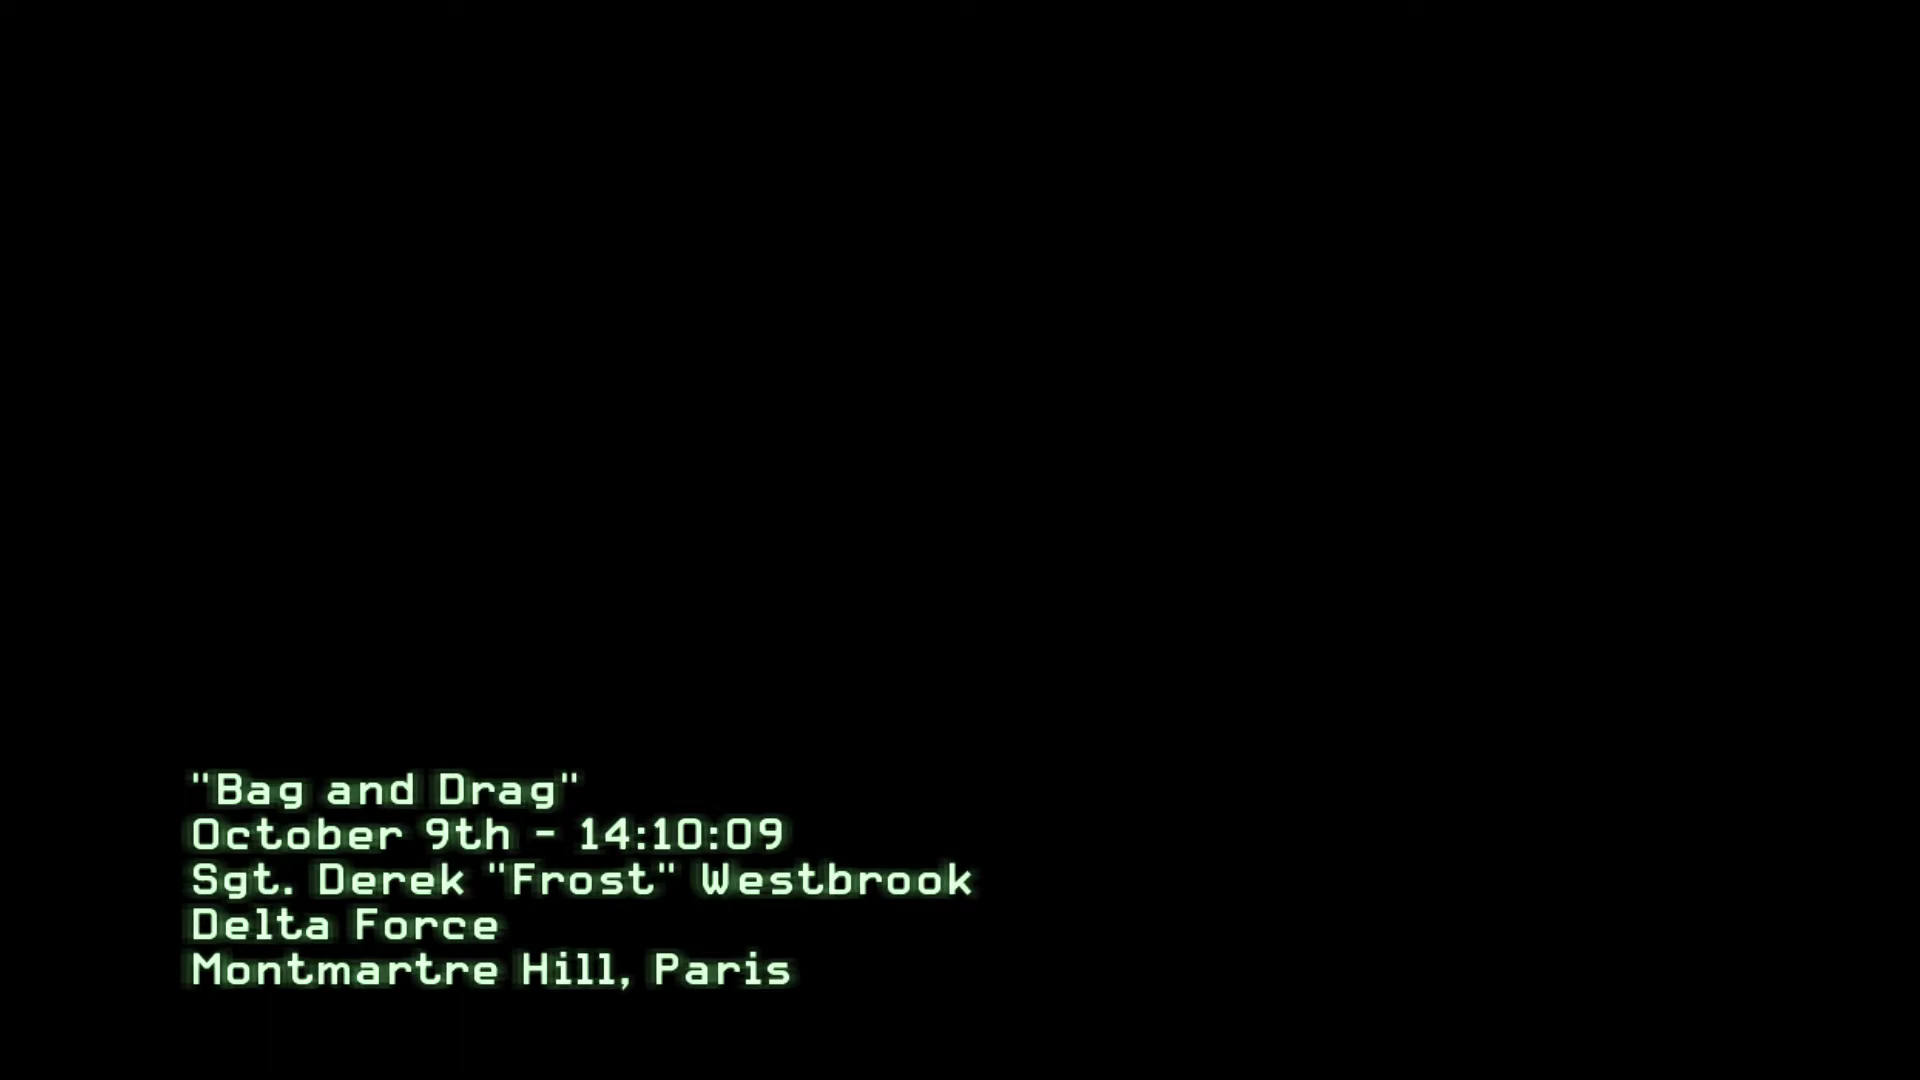 "Bag and Drag"
October 9th - 14:10:09
Sgt. Derek "Frost" Westbrook
Delta Force
Montmartre Hill, Paris